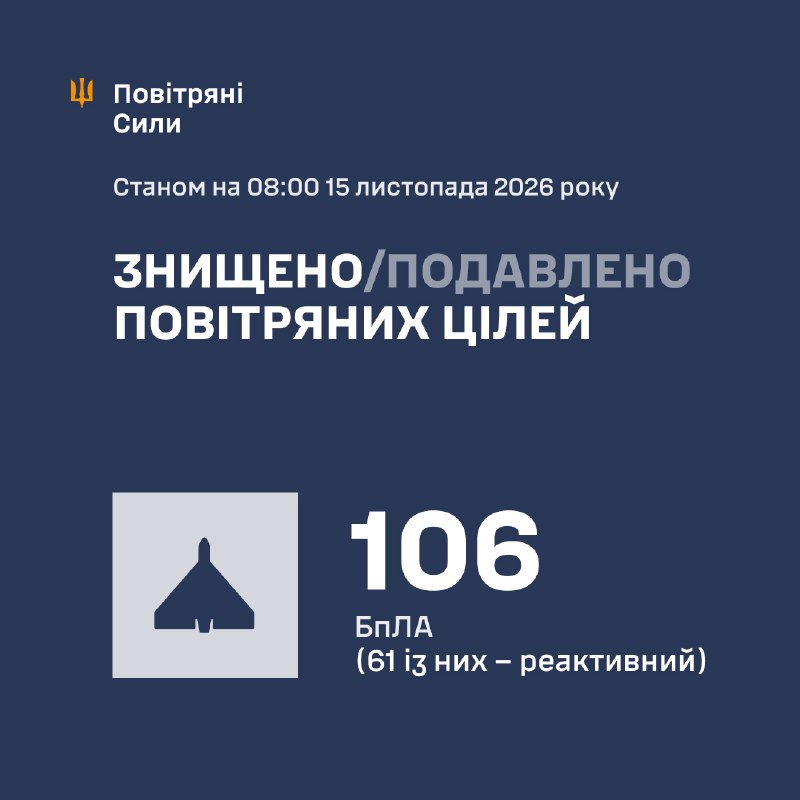 Повітряні
Сили
Станом на 08:00 15 листопада 2026 року
ЗНИЩЕНО/ПОДАВЛЕНО
ПОВІТРЯНИХ ЦІЛЕЙ
106
БпЛА
(61 із них – реактивний)